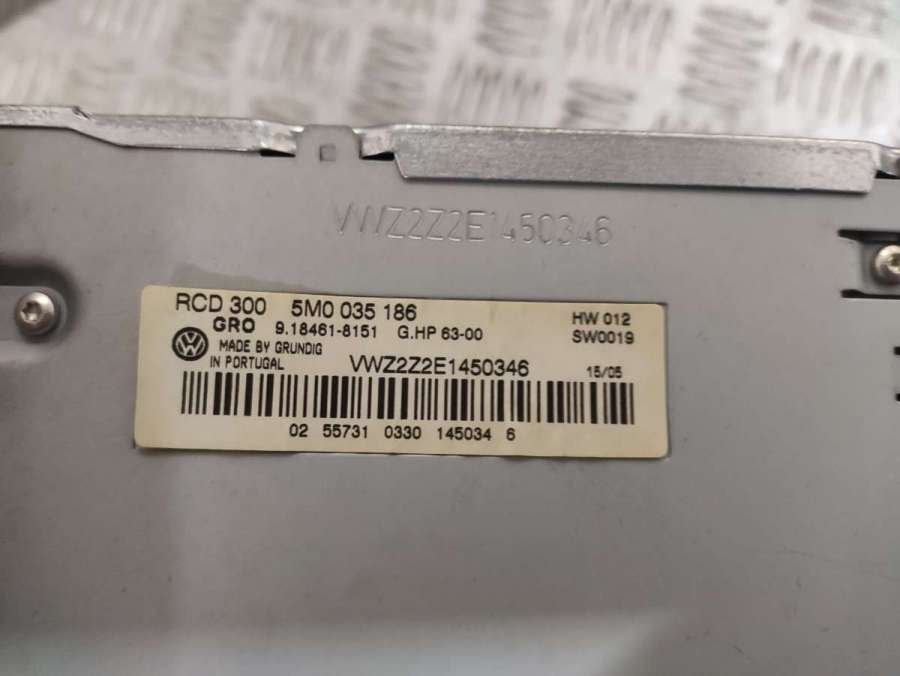 VWZ2Z2E1450346
RCD 300 5M0 035 186
GRO 9.18461-8151 G.HP 63-00 HW 012
MADE BY GRUNDIG SW0019
IN PORTUGAL VWZ2Z2E1450346 15/05
02 55731 0330 145034 6